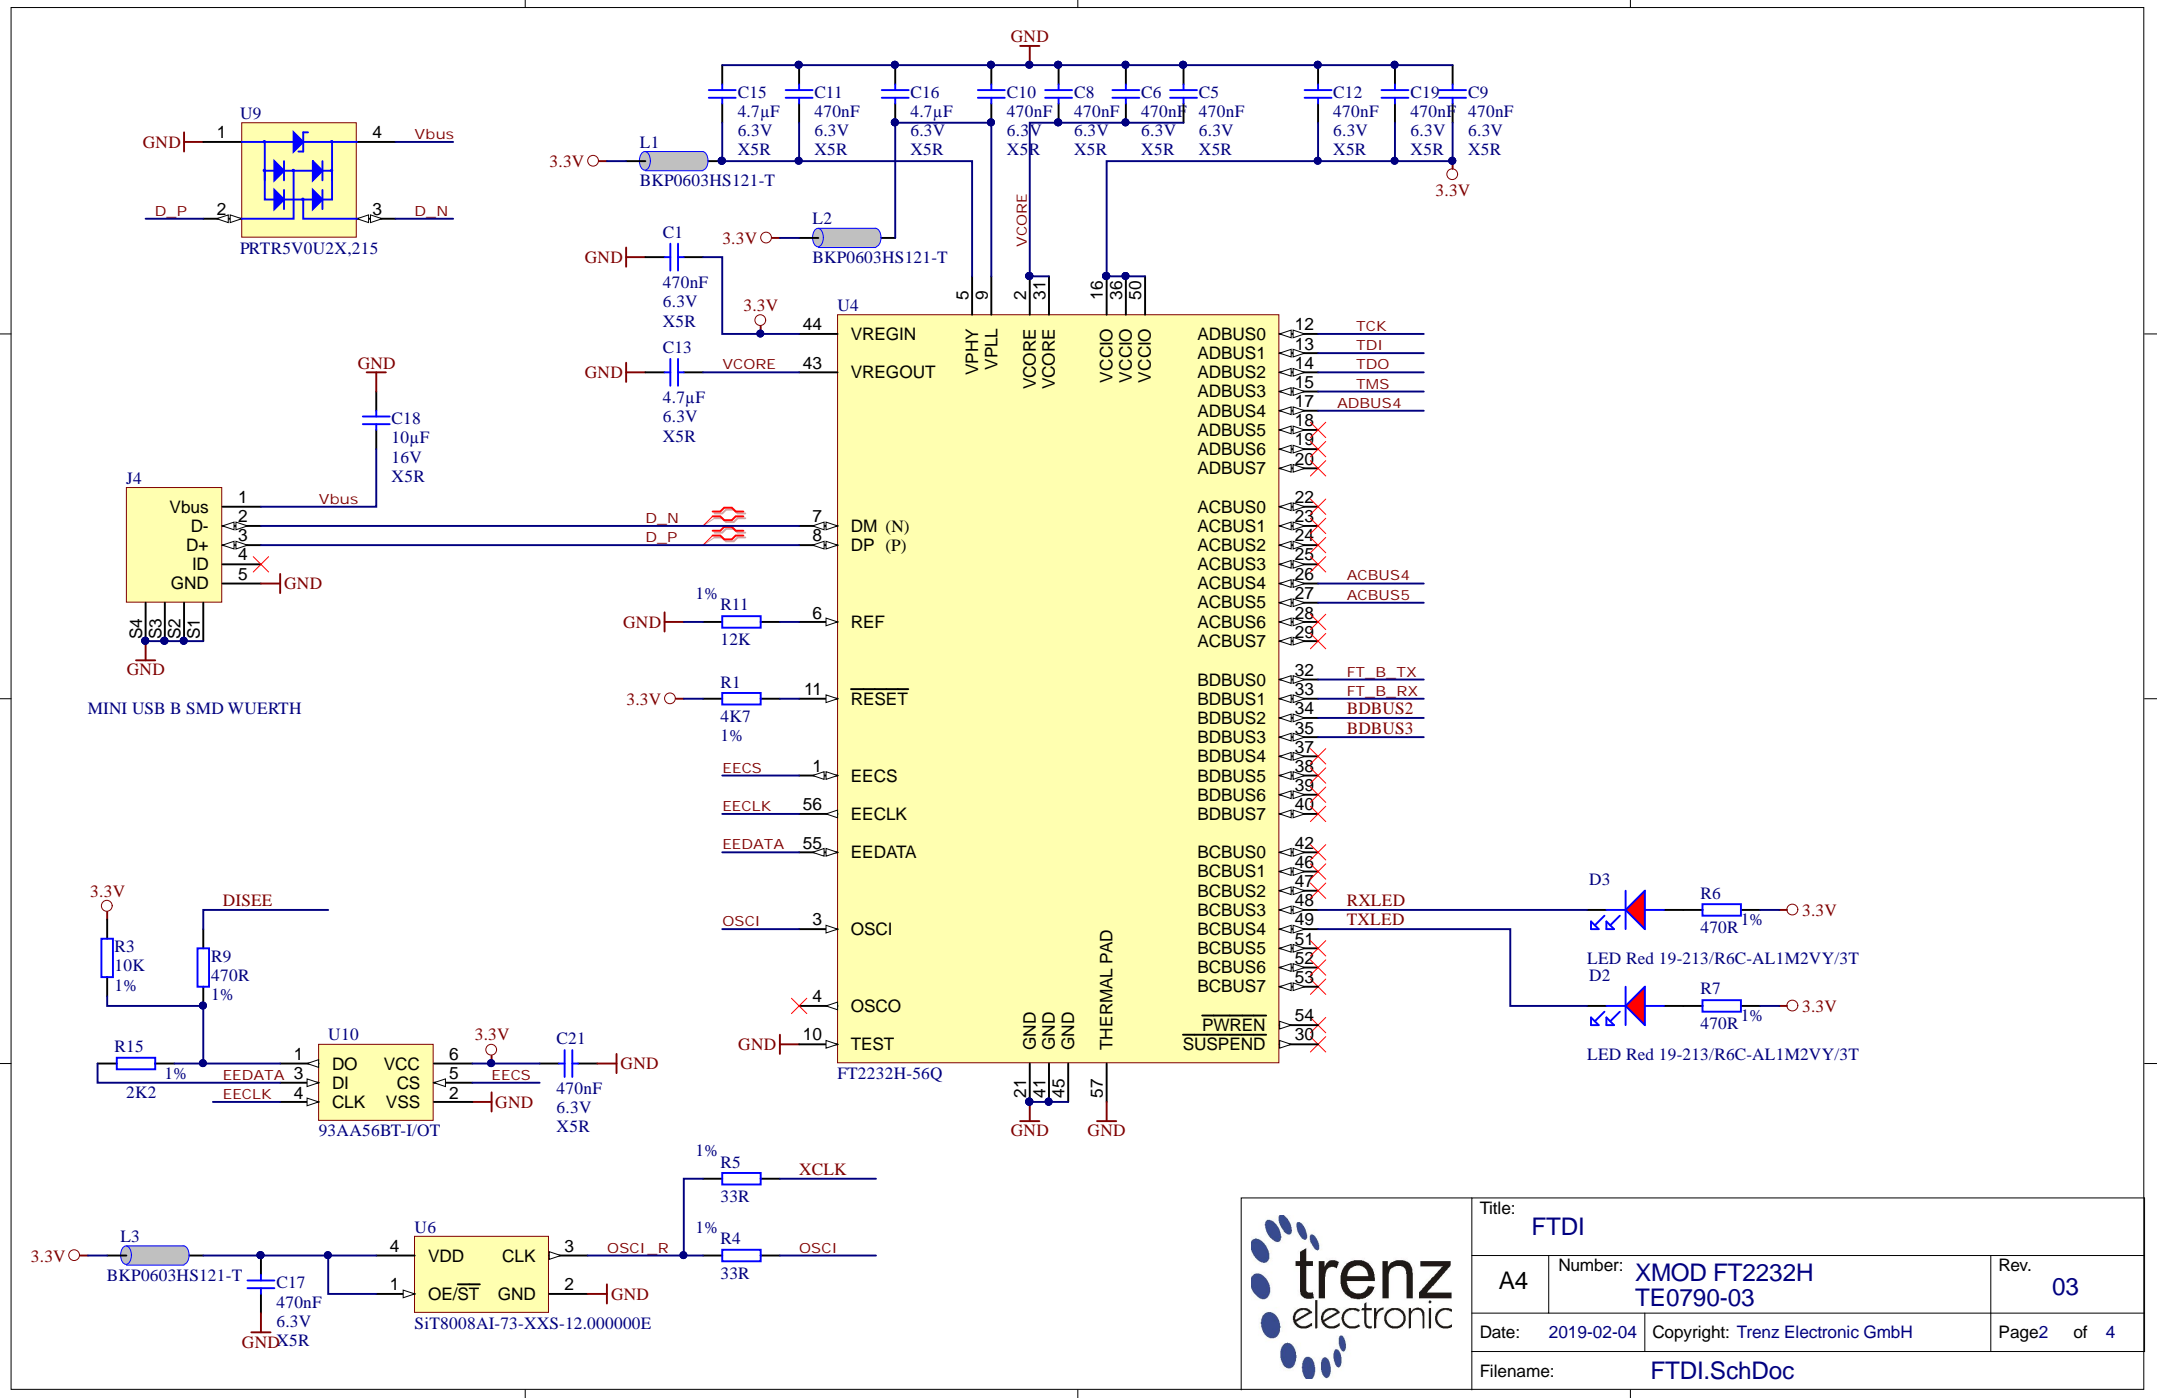 GND
C15
4.7µF
6.3V
X5R
C11
470nF
6.3V
X5R
C16
4.7µF
6.3V
C10
470nF
6.3V
X5R
C8
470nF
6.3V
X5R
C6
470nF
6.3V
X5R
C5
470nF
6.3V
X5R
C12
470nF
6.3V
X5R
C19
470nF
6.3V
X5R
C9
470nF
6.3V
X5R
3.3V
U9
GND 1 4 Vbus
D_P 2 3 D_N
PRTR5V0U2X,215
L1
3.3V
BKP0603HS121-T
L2
3.3V
BKP0603HS121-T
VCORE
C1
GND
470nF
6.3V
X5R
3.3V
C13
GND
4.7µF
6.3V
X5R
VCORE
U4
5 9 2 31 16 36 50
VPHY VPLL VCORE VCORE VCCIO VCCIO VCCIO
44 VREGIN
43 VREGOUT
D_N 7 DM (N)
D_P 8 DP (P)
6 REF
11 RESET
EECS 1 EECS
EECLK 56 EECLK
EEDATA 55 EEDATA
OSCI 3 OSCI
4 OSCO
GND 10 TEST
ADBUS0 12 TCK
ADBUS1 13 TDI
ADBUS2 14 TDO
ADBUS3 15 TMS
ADBUS4 17 ADBUS4
ADBUS5 18
ADBUS6 19
ADBUS7 20
ACBUS0 22
ACBUS1 23
ACBUS2 24
ACBUS3 25
ACBUS4 26 ACBUS4
ACBUS5 27 ACBUS5
ACBUS6 28
ACBUS7 29
BDBUS0 32 FT_B_TX
BDBUS1 33 FT_B_RX
BDBUS2 34 BDBUS2
BDBUS3 35 BDBUS3
BDBUS4 37
BDBUS5 38
BDBUS6 39
BDBUS7 40
BCBUS0 42
BCBUS1 46
BCBUS2 47
BCBUS3 48 RXLED
BCBUS4 49 TXLED
BCBUS5 51
BCBUS6 52
BCBUS7 53
PWREN 54
SUSPEND 30
GND GND GND THERMAL PAD
21 41 45 57
GND GND
FT2232H-56Q
GND
C18
10µF
16V
X5R
J4
Vbus 1 Vbus
D- 2
D+ 3
ID 4
GND 5 GND
S4 S3 S2 S1
GND
MINI USB B SMD WUERTH
1%
R11
GND
12K
R1
3.3V
4K7
1%
D3
R6
1%
3.3V
470R
LED Red 19-213/R6C-AL1M2VY/3T
D2
R7
1%
3.3V
470R
LED Red 19-213/R6C-AL1M2VY/3T
3.3V
DISEE
R3
10K
1%
R9
470R
1%
R15
1%
2K2
U10
3.3V
C21
GND
470nF
6.3V
X5R
1 DO VCC 6
EEDATA 3 DI CS 5 EECS
EECLK 4 CLK VSS 2 GND
93AA56BT-I/OT
1%
R5
XCLK
33R
1%
R4
OSCI
33R
L3
3.3V
BKP0603HS121-T
C17
470nF
6.3V
X5R
GND
U6
4 VDD CLK 3 OSCI_R
1 OE/ST GND 2 GND
SiT8008AI-73-XXS-12.000000E
trenz
electronic
Title:
FTDI
A4
Number: XMOD FT2232H
TE0790-03
Rev.
03
Date: 2019-02-04 Copyright: Trenz Electronic GmbH Page2 of 4
Filename: FTDI.SchDoc